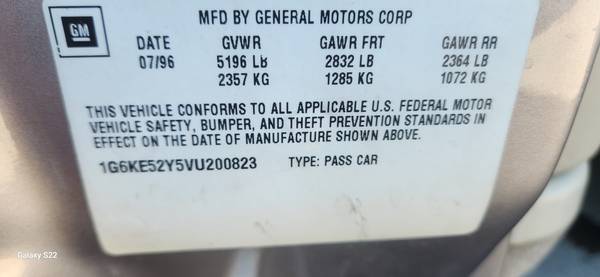 MFD BY GENERAL MOTORS CORP
GM
DATE GVWR GAWR FRT GAWR RR
07/96 5196 LB 2832 LB 2364 LB
2357 KG 1285 KG 1072 KG
THIS VEHICLE CONFORMS TO ALL APPLICABLE U.S. FEDERAL MOTOR
VEHICLE SAFETY, BUMPER, AND THEFT PREVENTION STANDARDS IN
EFFECT ON THE DATE OF MANUFACTURE SHOWN ABOVE.
1G6KE52Y5VU200823 TYPE: PASS CAR
Galaxy S22